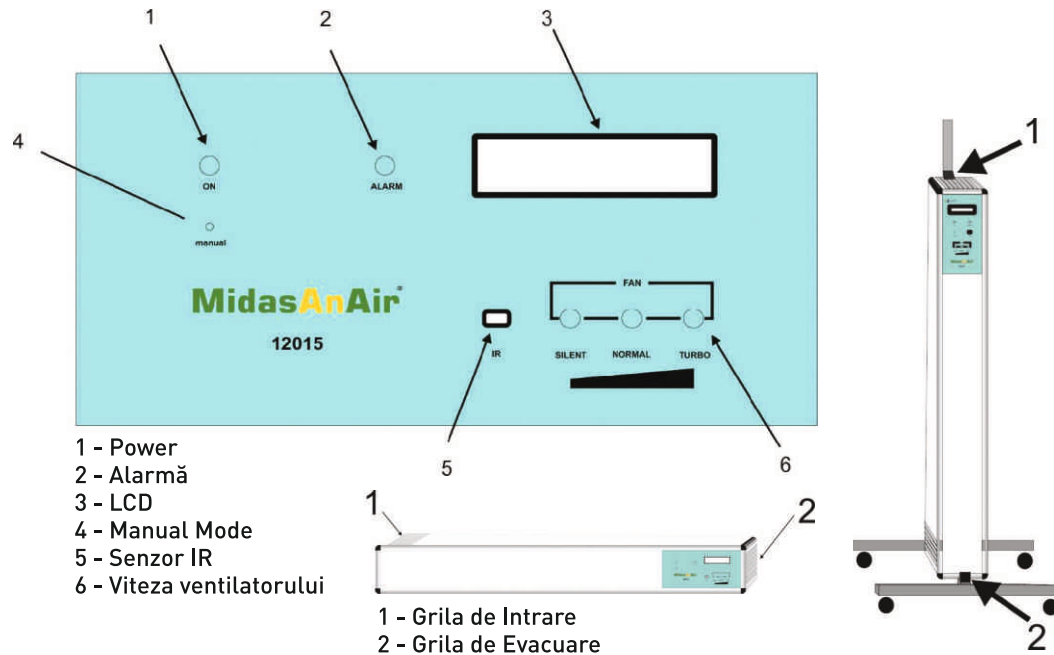 1
2
3
4
ON
ALARM
manual
MidasAnAir®
12015
FAN
IR
SILENT NORMAL TURBO
5
6
1 - Power
2 - Alarmă
3 - LCD
4 - Manual Mode
5 - Senzor IR
6 - Viteza ventilatorului
1
2
1 - Grila de Intrare
2 - Grila de Evacuare
1
2